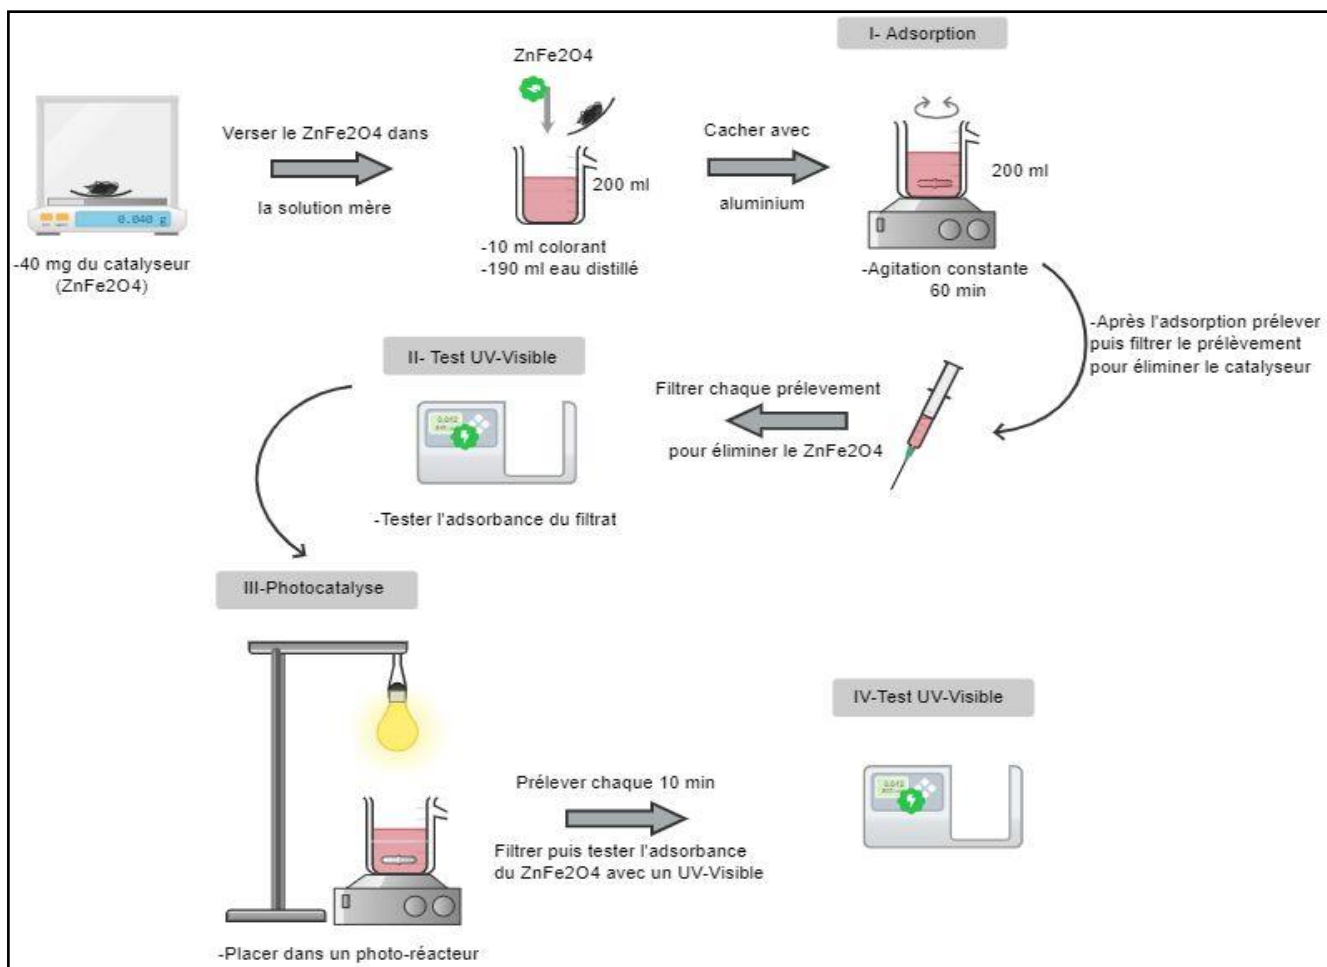 I- Adsorption
ZnFe2O4
Verser le ZnFe2O4 dans
la solution mère
0.040 g
-40 mg du catalyseur
(ZnFe2O4)
200 ml
-10 ml colorant
-190 ml eau distillé
Cacher avec
aluminium
200 ml
-Agitation constante
60 min
-Après l'adsorption prélever
puis filtrer le prélèvement
pour éliminer le catalyseur
Filtrer chaque prélevement
pour éliminer le ZnFe2O4
II- Test UV-Visible
0.012
-Tester l'adsorbance du filtrat
III-Photocatalyse
-Placer dans un photo-réacteur
Prélever chaque 10 min
Filtrer puis tester l'adsorbance
du ZnFe2O4 avec un UV-Visible
IV-Test UV-Visible
0.012